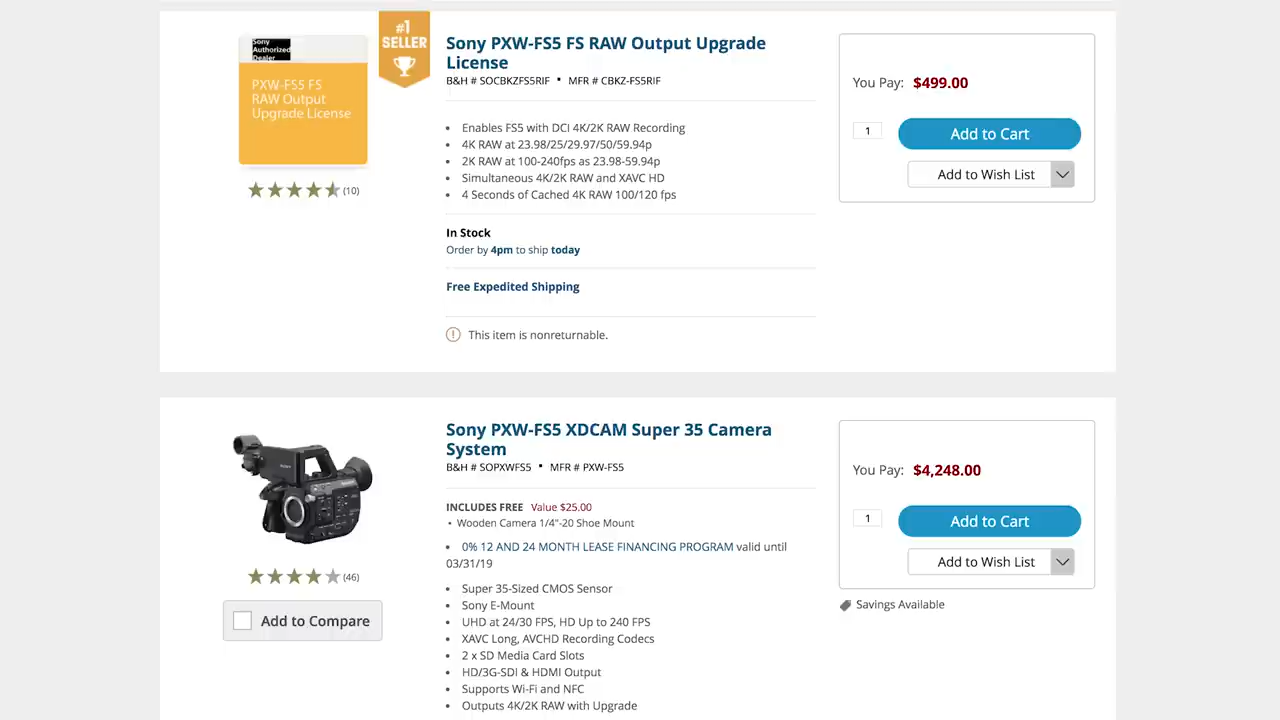 #1
SELLER
Sony
Authorized
Dealer
PXW-FS5 FS
RAW Output
Upgrade License
(10)
Sony PXW-FS5 FS RAW Output Upgrade
License
B&H # SOCBKZFS5RIF • MFR # CBKZ-FS5RIF
• Enables FS5 with DCI 4K/2K RAW Recording
• 4K RAW at 23.98/25/29.97/50/59.94p
• 2K RAW at 100-240fps as 23.98-59.94p
• Simultaneous 4K/2K RAW and XAVC HD
• 4 Seconds of Cached 4K RAW 100/120 fps
In Stock
Order by 4pm to ship today
Free Expedited Shipping
This item is nonreturnable.
You Pay: $499.00
1
Add to Cart
Add to Wish List
(46)
Add to Compare
Sony PXW-FS5 XDCAM Super 35 Camera
System
B&H # SOPXWFS5 • MFR # PXW-FS5
INCLUDES FREE Value $25.00
• Wooden Camera 1/4"-20 Shoe Mount
• 0% 12 AND 24 MONTH LEASE FINANCING PROGRAM valid until
03/31/19
• Super 35-Sized CMOS Sensor
• Sony E-Mount
• UHD at 24/30 FPS, HD Up to 240 FPS
• XAVC Long, AVCHD Recording Codecs
• 2 x SD Media Card Slots
• HD/3G-SDI & HDMI Output
• Supports Wi-Fi and NFC
• Outputs 4K/2K RAW with Upgrade
You Pay: $4,248.00
1
Add to Cart
Add to Wish List
Savings Available